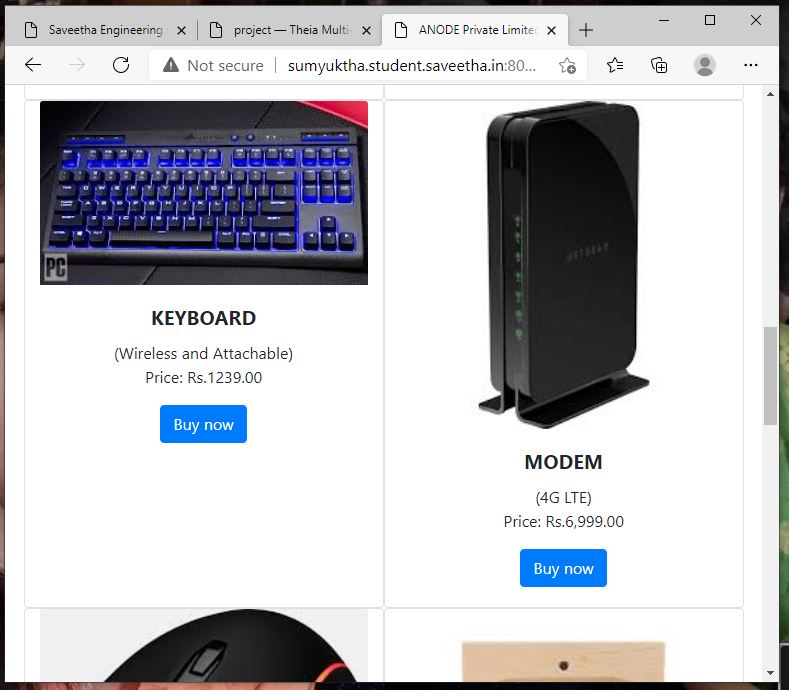 Saveetha Engineering
project — Theia Multi-
ANODE Private Limite
Not secure
sumyuktha.student.saveetha.in:80...
PC
KEYBOARD
(Wireless and Attachable)
Price: Rs.1239.00
Buy now
NETGEAR
MODEM
(4G LTE)
Price: Rs.6,999.00
Buy now